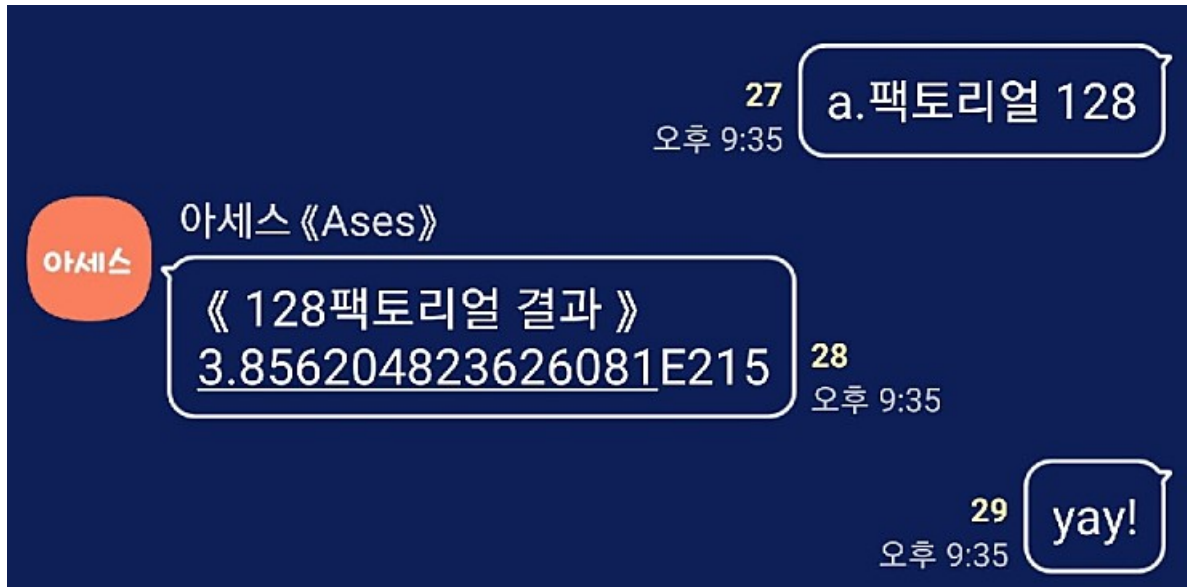 27
오후 9:35
a.팩토리얼 128
아세스
아세스 《Ases》
《 128팩토리얼 결과 》
3.856204823626081E215
28
오후 9:35
29
오후 9:35
yay!